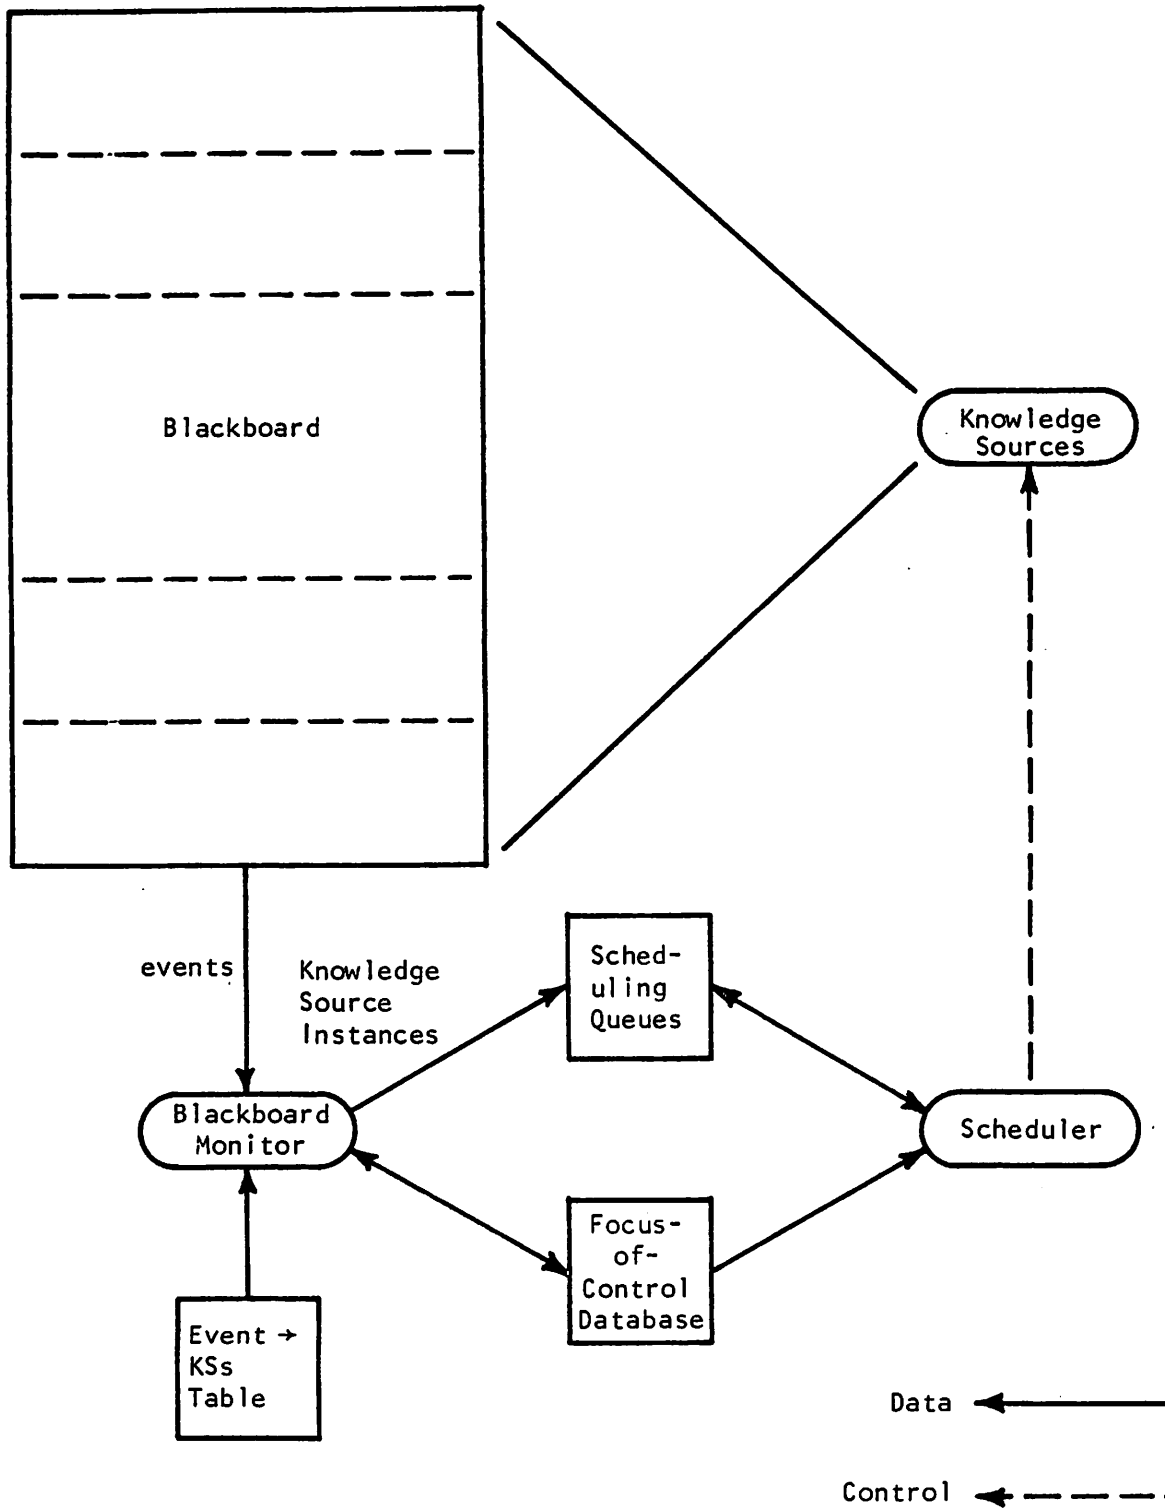 Blackboard
Knowledge
Sources
events
Knowledge
Source
Instances
Sched-
uling
Queues
Blackboard
Monitor
Scheduler
Focus-
of-
Control
Database
Event →
KSs
Table
Data
Control